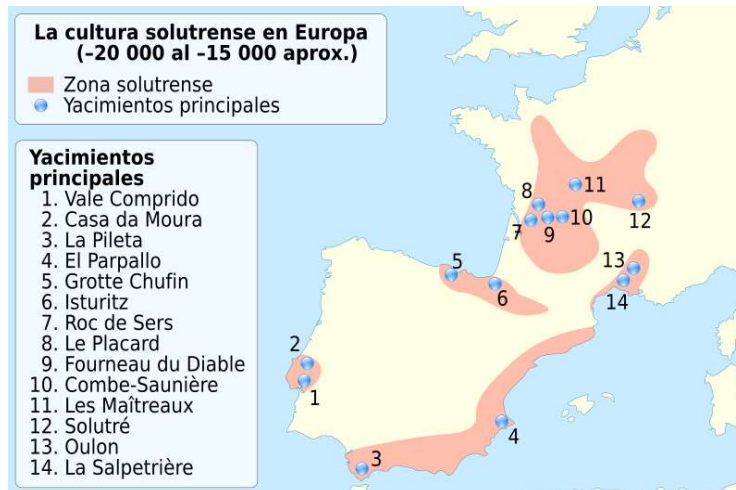 La cultura solutrense en Europa
(–20 000 al –15 000 aprox.)
Zona solutrense
Yacimientos principales
Yacimientos
principales
1. Vale Comprido
2. Casa da Moura
3. La Pileta
4. El Parpallo
5. Grotte Chufin
6. Isturitz
7. Roc de Sers
8. Le Placard
9. Fourneau du Diable
10. Combe-Saunière
11. Les Maîtreaux
12. Solutré
13. Oulon
14. La Salpetrière
8
11
7
9
10
12
5
6
13
14
2
1
3
4